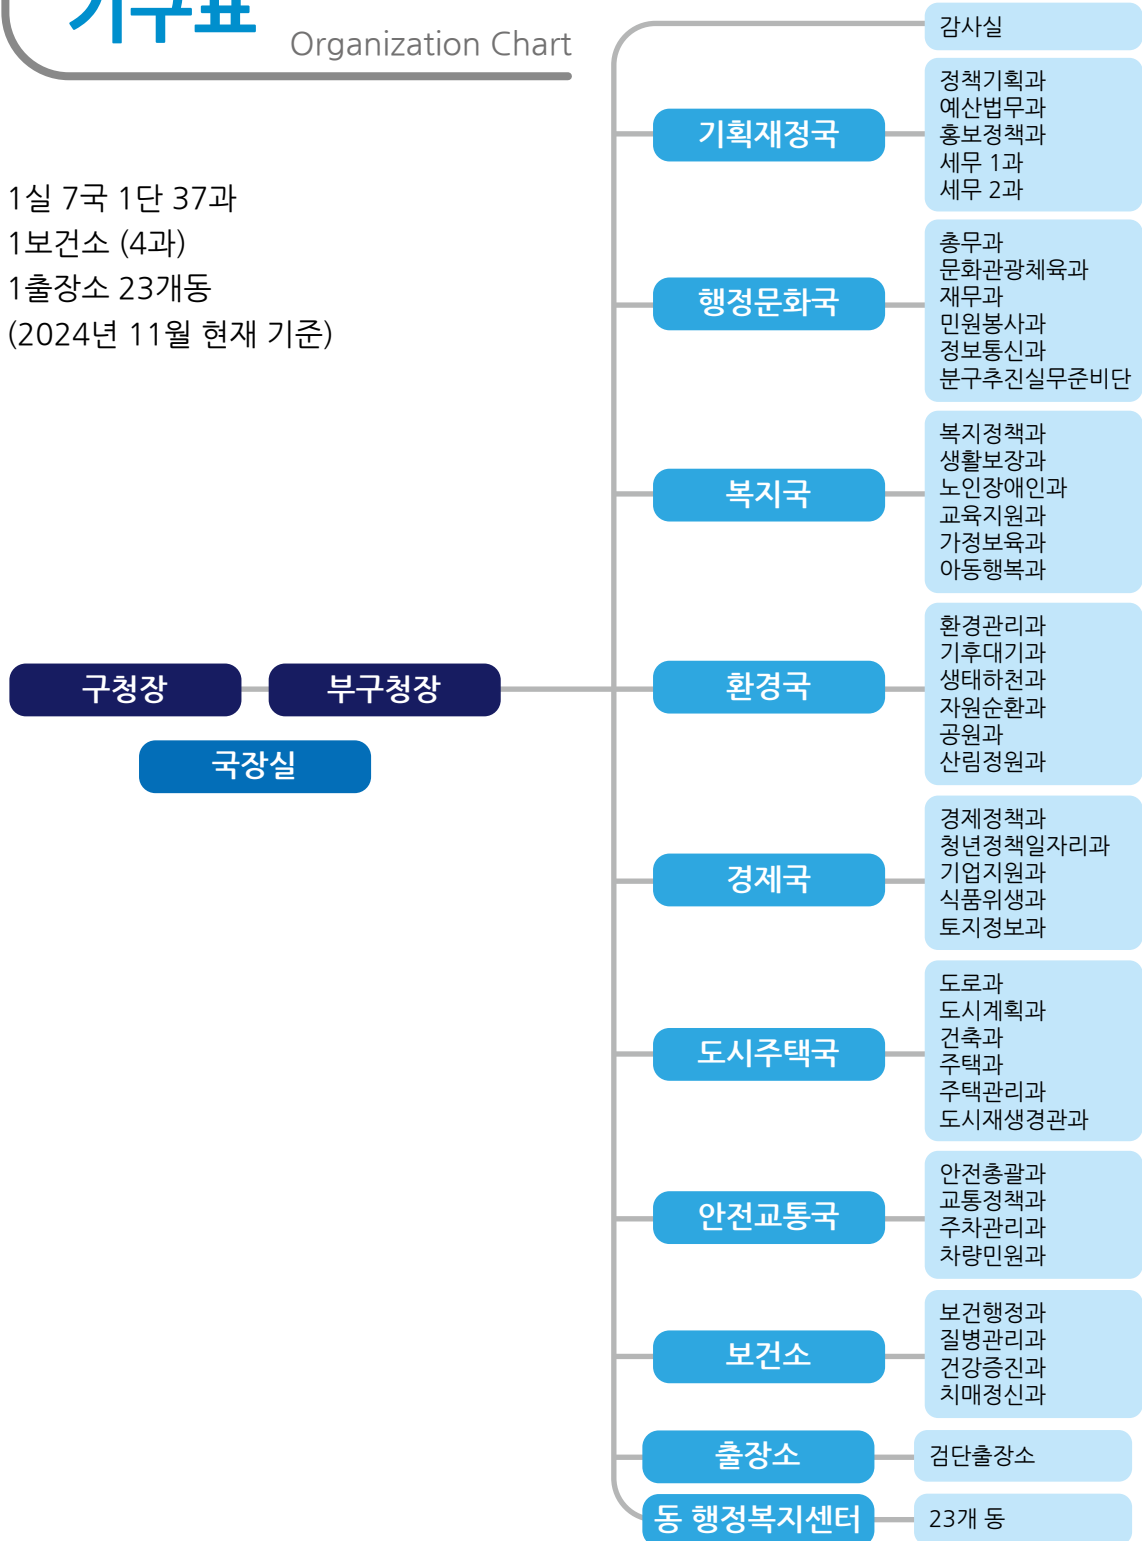 기구표
Organization Chart
1실 7국 1단 37과
1보건소 (4과)
1출장소 23개동
(2024년 11월 현재 기준)
구청장
부구청장
국장실
감사실
기획재정국
정책기획과
예산법무과
홍보정책과
세무 1과
세무 2과
행정문화국
총무과
문화관광체육과
재무과
민원봉사과
정보통신과
분구추진실무준비단
복지국
복지정책과
생활보장과
노인장애인과
교육지원과
가정보육과
아동행복과
환경국
환경관리과
기후대기과
생태하천과
자원순환과
공원과
산림정원과
경제국
경제정책과
청년정책일자리과
기업지원과
식품위생과
토지정보과
도시주택국
도로과
도시계획과
건축과
주택과
주택관리과
도시재생경관과
안전교통국
안전총괄과
교통정책과
주차관리과
차량민원과
보건소
보건행정과
질병관리과
건강증진과
치매정신과
출장소
검단출장소
동 행정복지센터
23개 동